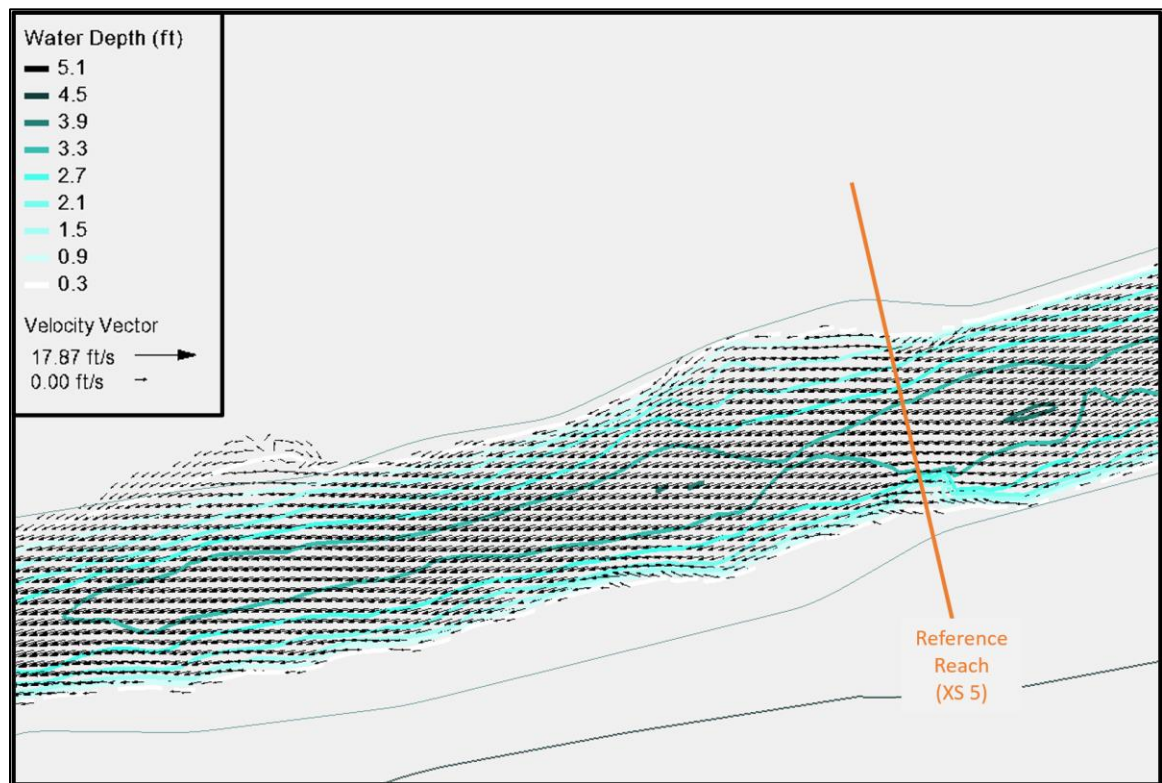 Water Depth (ft)
5.1
4.5
3.9
3.3
2.7
2.1
1.5
0.9
0.3
Velocity Vector
17.87 ft/s
0.00 ft/s
Reference
Reach
(XS 5)